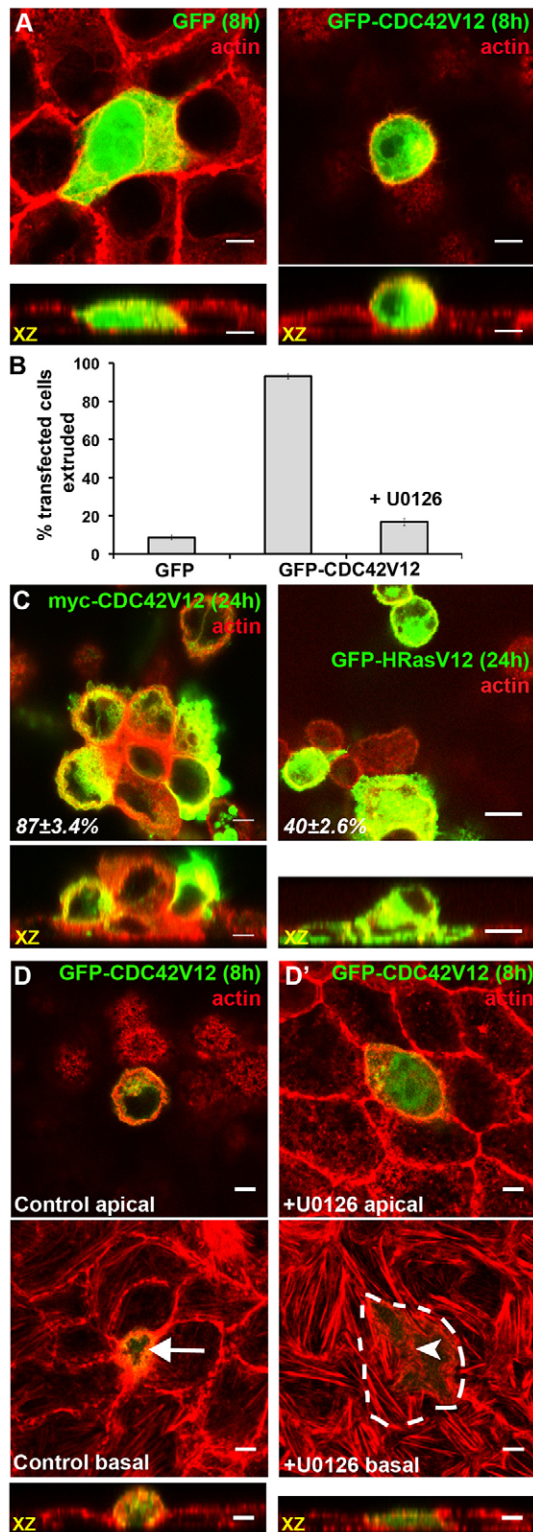 A
GFP (8h)
actin
GFP-CDC42V12 (8h)
actin
XZ
XZ
B
% transfected cells
extruded
100
80
60
40
20
0
+ U0126
GFP
GFP-CDC42V12
C
myc-CDC42V12 (24h)
actin
87±3.4%
GFP-HRasV12 (24h)
actin
40±2.6%
XZ
XZ
D
GFP-CDC42V12 (8h)
actin
Control apical
D'
GFP-CDC42V12 (8h)
actin
+U0126 apical
Control basal
+U0126 basal
XZ
XZ